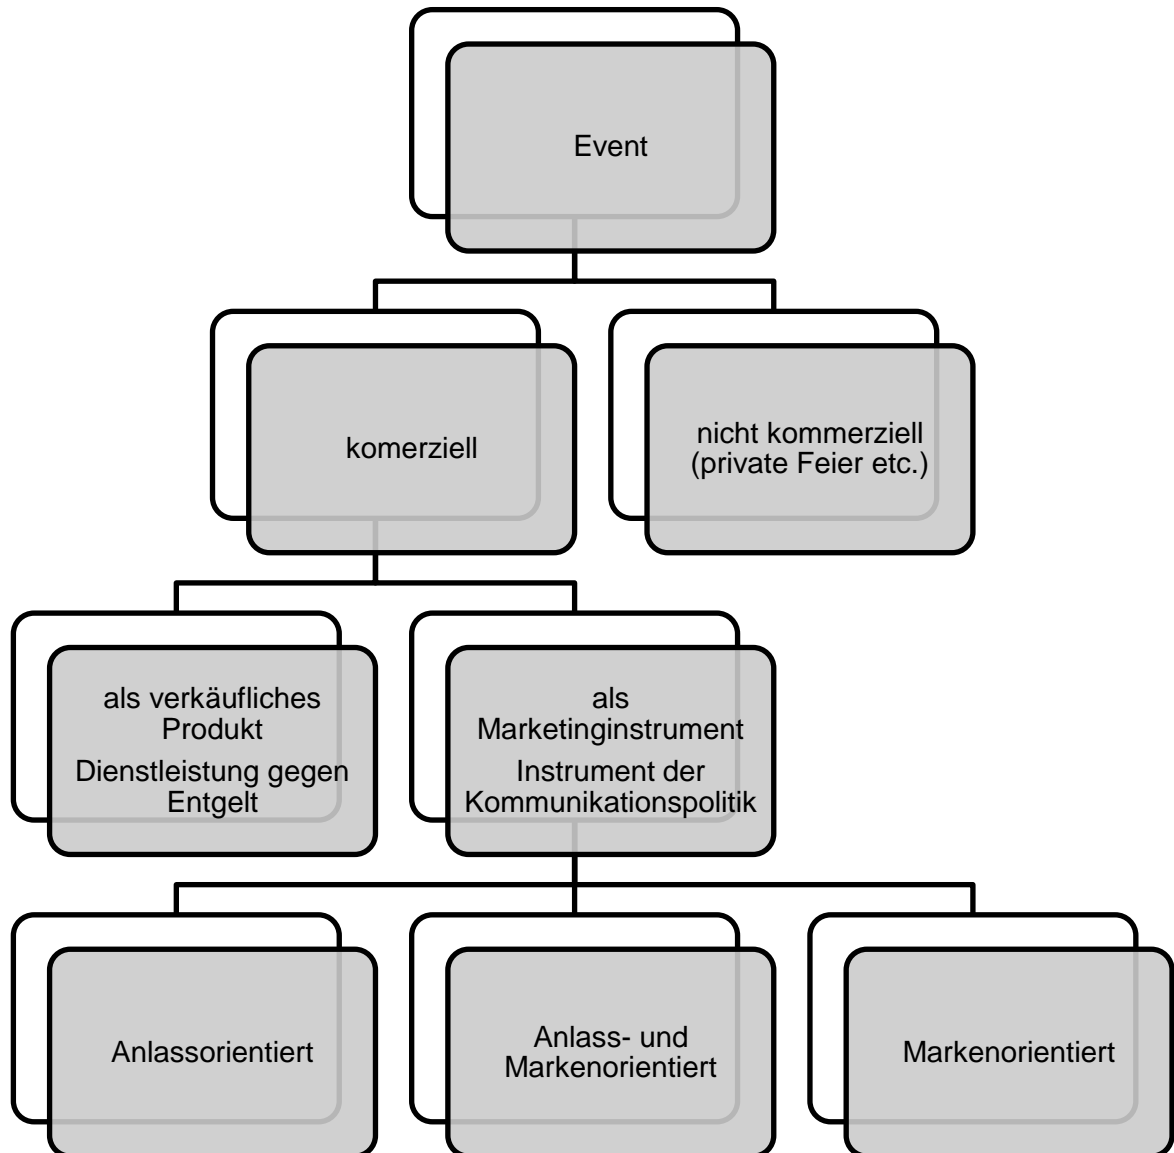 Event
komerziell
nicht kommerziell
(private Feier etc.)
als verkäufliches
Produkt
Dienstleistung gegen
Entgelt
als
Marketinginstrument
Instrument der
Kommunikationspolitik
Anlassorientiert
Anlass- und
Markenorientiert
Markenorientiert